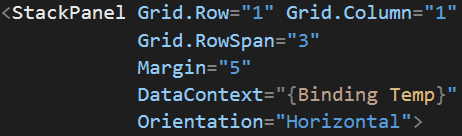 <StackPanel Grid.Row="1" Grid.Column="1"
Grid.RowSpan="3"
Margin="5"
DataContext="{Binding Temp}"
Orientation="Horizontal">